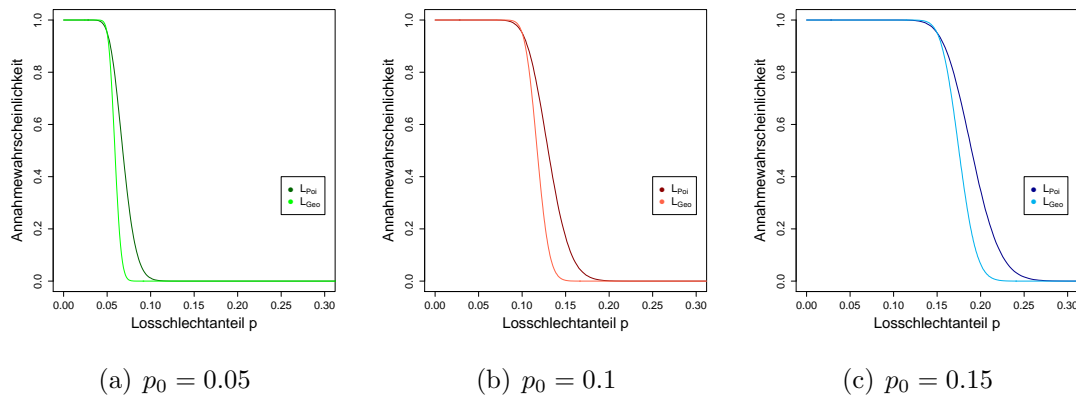 Annahmewahrscheinlichkeit
1.0
0.8
0.6
0.4
0.2
0.0
L_Poi
L_Geo
0.00 0.05 0.10 0.15 0.20 0.25 0.30
Losschlechtanteil p
(a) p₀ = 0.05
Annahmewahrscheinlichkeit
1.0
0.8
0.6
0.4
0.2
0.0
L_Poi
L_Geo
0.00 0.05 0.10 0.15 0.20 0.25 0.30
Losschlechtanteil p
(b) p₀ = 0.1
Annahmewahrscheinlichkeit
1.0
0.8
0.6
0.4
0.2
0.0
L_Poi
L_Geo
0.00 0.05 0.10 0.15 0.20 0.25 0.30
Losschlechtanteil p
(c) p₀ = 0.15